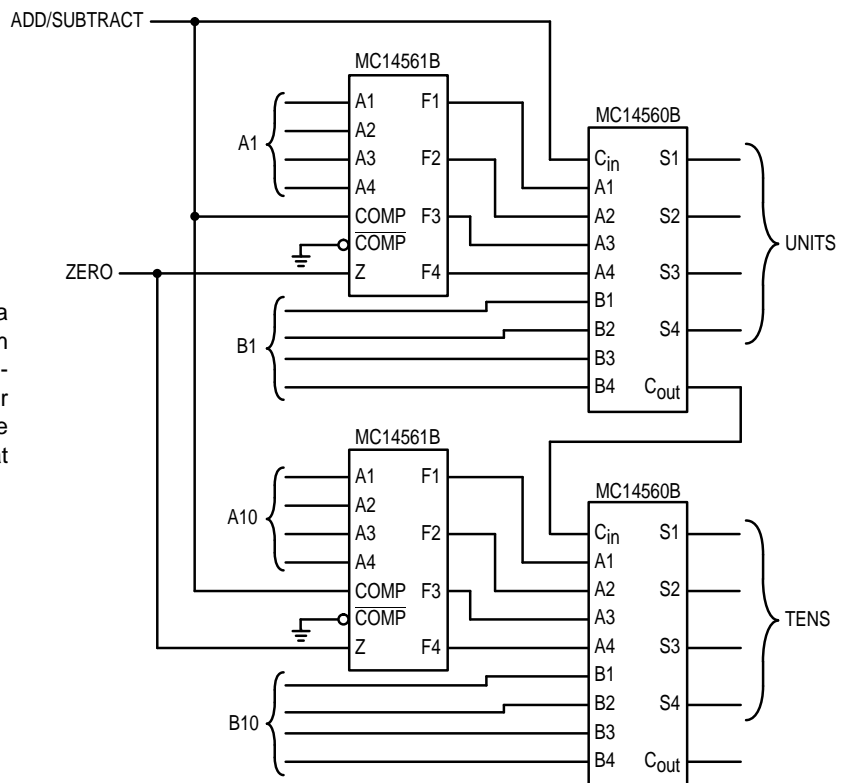 ADD/SUBTRACT
MC14561B
A1
A1 F1
A2
A3 F2
A4
COMP F3
COMP
Z F4
ZERO
B1
MC14560B
Cin S1
A1
A2 S2
A3
A4 S3
B1
B2 S4
B3
B4 Cout
UNITS
a
n
-
r
e
at
MC14561B
A10
A1 F1
A2
A3 F2
A4
COMP F3
COMP
Z F4
B10
MC14560B
Cin S1
A1
A2 S2
A3
A4 S3
B1
B2 S4
B3
B4 Cout
TENS